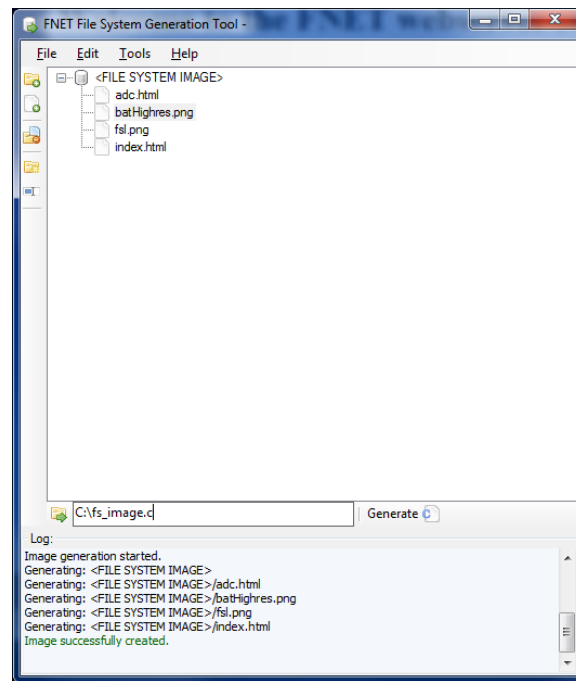 FNET File System Generation Tool -
File Edit Tools Help
<FILE SYSTEM IMAGE>
adc.html
batHighres.png
fsl.png
index.html
C:\fs_image.c
Generate
Log:
Image generation started.
Generating: <FILE SYSTEM IMAGE>
Generating: <FILE SYSTEM IMAGE>/adc.html
Generating: <FILE SYSTEM IMAGE>/batHighres.png
Generating: <FILE SYSTEM IMAGE>/fsl.png
Generating: <FILE SYSTEM IMAGE>/index.html
Image successfully created.